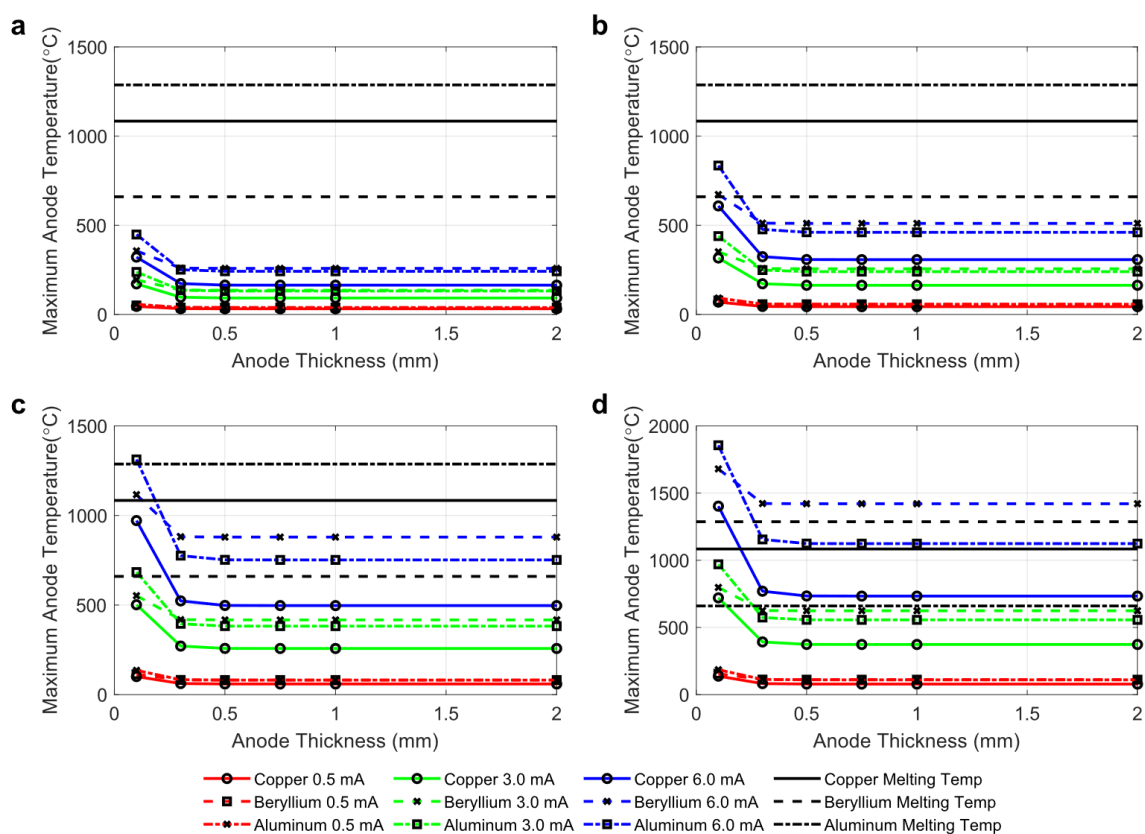 a
b
1500
1000
500
0
Maximum Anode Temperature(°C)
0 0.5 1 1.5 2
Anode Thickness (mm)
1500
1000
500
0
Maximum Anode Temperature(°C)
0 0.5 1 1.5 2
Anode Thickness (mm)
c
d
1500
1000
500
0
Maximum Anode Temperature(°C)
0 0.5 1 1.5 2
Anode Thickness (mm)
2000
1500
1000
500
0
Maximum Anode Temperature(°C)
0 0.5 1 1.5 2
Anode Thickness (mm)
Copper 0.5 mA Copper 3.0 mA Copper 6.0 mA Copper Melting Temp
Beryllium 0.5 mA Beryllium 3.0 mA Beryllium 6.0 mA Beryllium Melting Temp
Aluminum 0.5 mA Aluminum 3.0 mA Aluminum 6.0 mA Aluminum Melting Temp